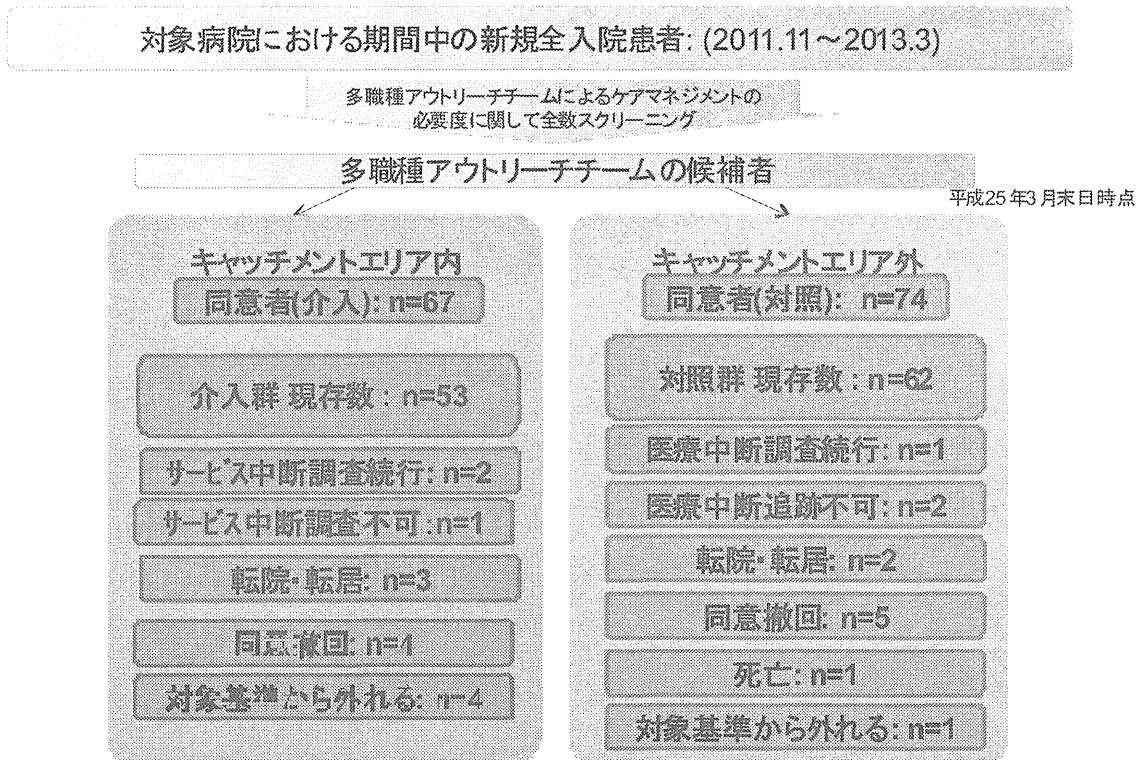 対象病院における期間中の新規全入院患者: (2011.11～2013.3)
多職種アウトリーチチームによるケアマネジメントの
必要度に関して全数スクリーニング
多職種アウトリーチチームの候補者
平成25年3月末日時点
キャッチメントエリア内
同意者(介入): n=67
介入群 現存数 : n=53
サービス中断調査続行: n=2
サービス中断調査不可:n=1
転院・転居: n=3
同意撤回: n=4
対象基準から外れる: n=4
キャッチメントエリア外
同意者(対照): n=74
対照群 現存数 : n=62
医療中断調査続行: n=1
医療中断追跡不可: n=2
転院・転居: n=2
同意撤回: n=5
死亡: n=1
対象基準から外れる: n=1